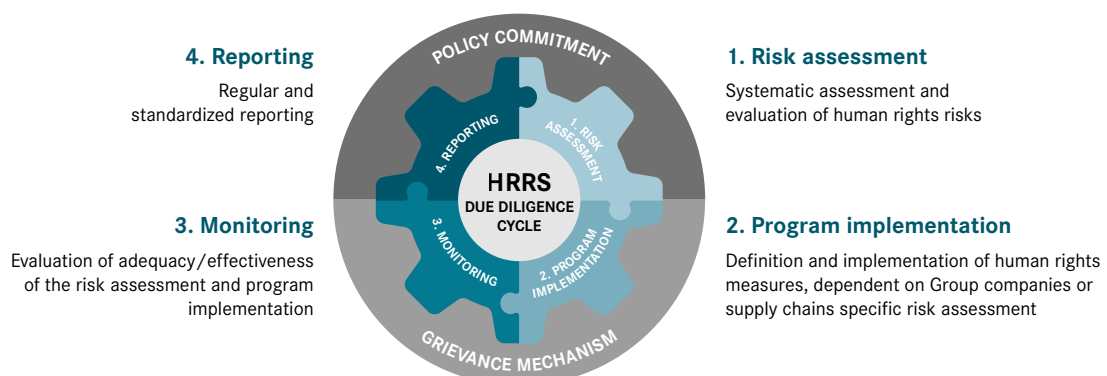 POLICY COMMITMENT
4. Reporting
Regular and
standardized reporting
1. Risk assessment
Systematic assessment and
evaluation of human rights risks
4. REPORTING
1. RISK
ASSESSMENT
HRRS
DUE DILIGENCE
CYCLE
3. MONITORING
2. PROGRAM
IMPLEMENTATION
3. Monitoring
Evaluation of adequacy/effectiveness
of the risk assessment and program
implementation
2. Program implementation
Definition and implementation of human rights
measures, dependent on Group companies or
supply chains specific risk assessment
GRIEVANCE MECHANISM